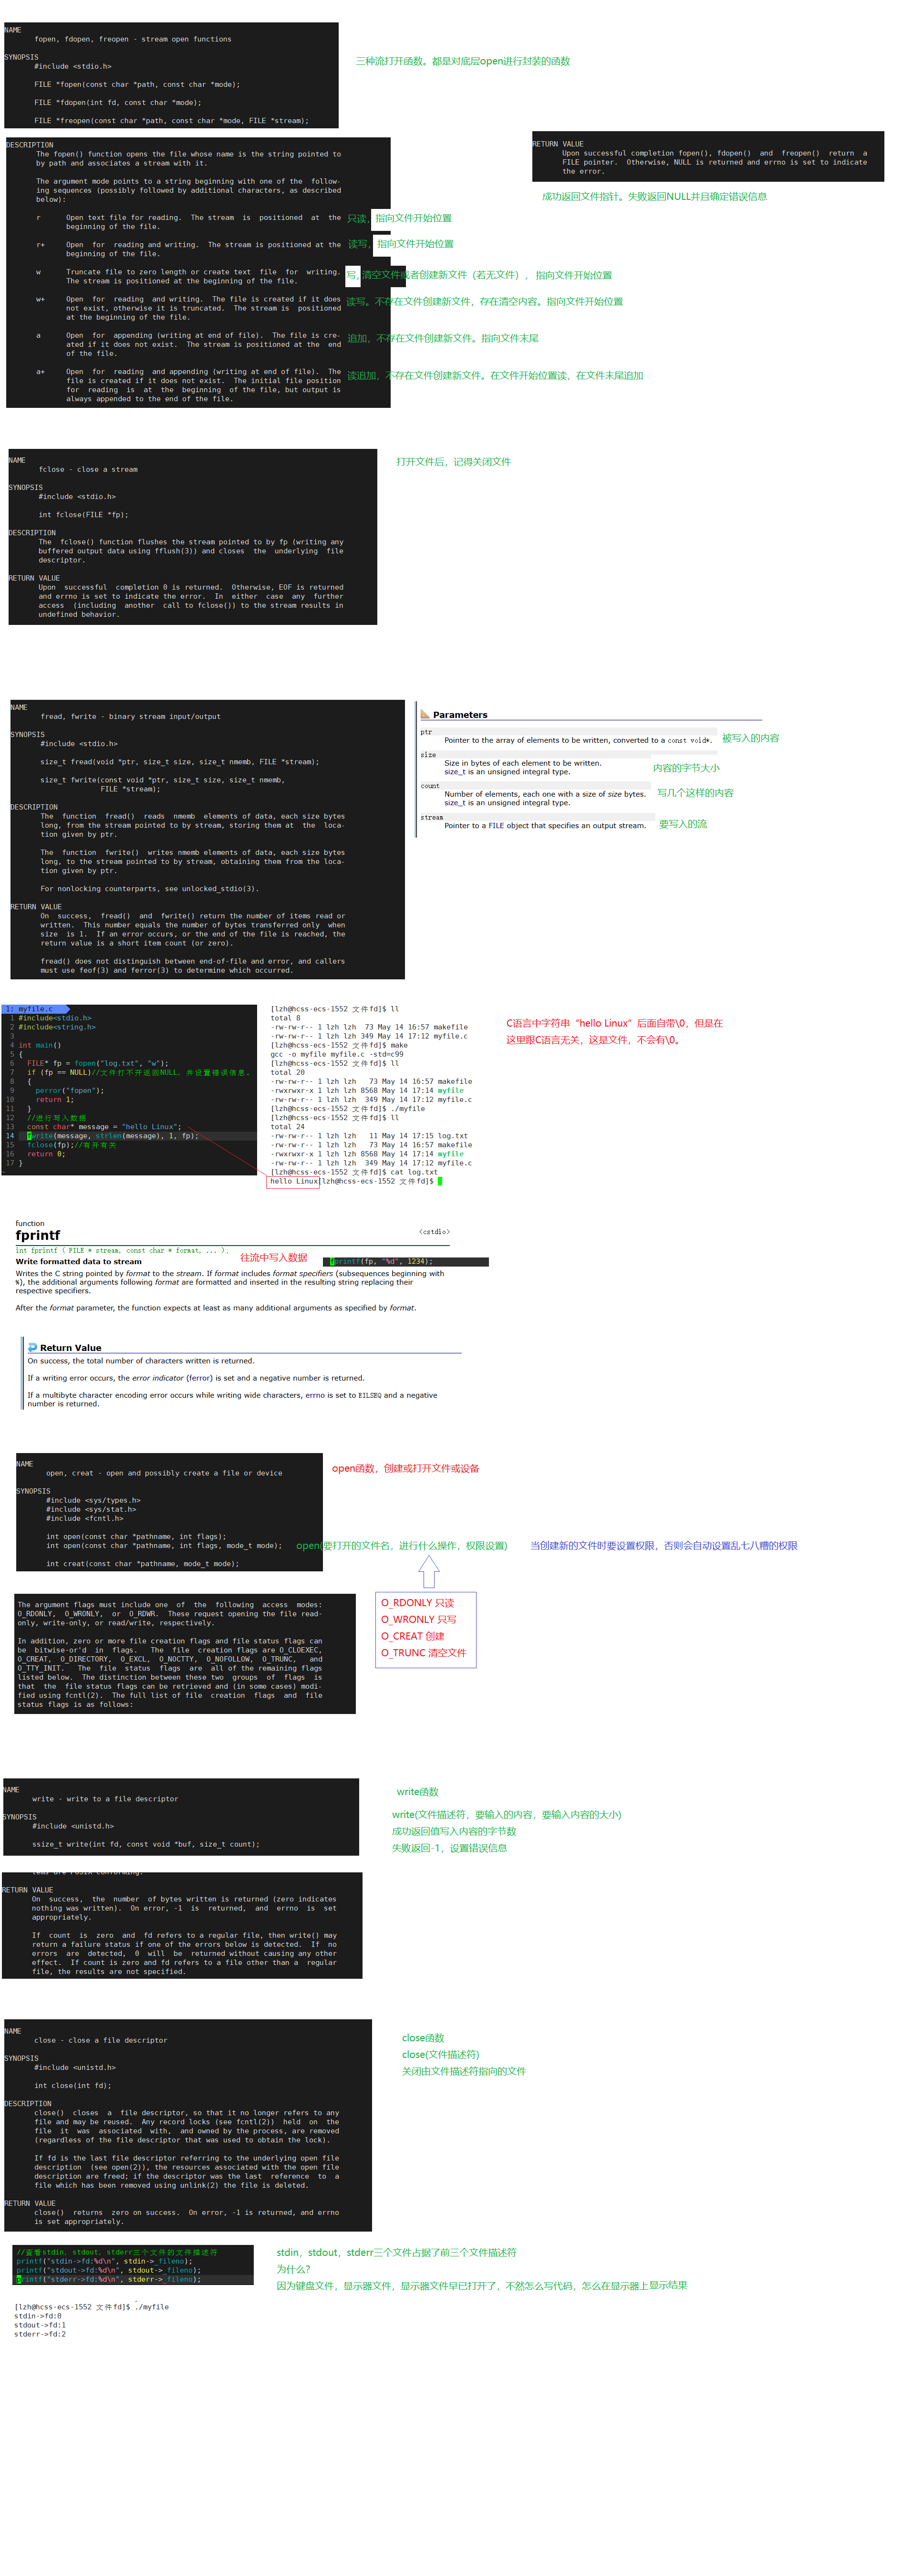 NAME
fopen, fdopen, freopen - stream open functions
SYNOPSIS
#include <stdio.h>
FILE *fopen(const char *path, const char *mode);
FILE *fdopen(int fd, const char *mode);
FILE *freopen(const char *path, const char *mode, FILE *stream);
三种流打开函数。都是对底层open进行封装的函数
DESCRIPTION
The fopen() function opens the file whose name is the string pointed to
by path and associates a stream with it.
The argument mode points to a string beginning with one of the follow-
ing sequences (possibly followed by additional characters, as described
below):
r Open text file for reading. The stream is positioned at the
beginning of the file.
只读，指向文件开始位置
r+ Open for reading and writing. The stream is positioned at the
beginning of the file.
读写，指向文件开始位置
w Truncate file to zero length or create text file for writing.
The stream is positioned at the beginning of the file.
写，清空文件或者创建新文件（若无文件），指向文件开始位置
w+ Open for reading and writing. The file is created if it does
not exist, otherwise it is truncated. The stream is positioned
at the beginning of the file.
读写。不存在文件创建新文件，存在清空内容。指向文件开始位置
a Open for appending (writing at end of file). The file is cre-
ated if it does not exist. The stream is positioned at the end
of the file.
追加，不存在文件创建新文件。指向文件末尾
a+ Open for reading and appending (writing at end of file). The
file is created if it does not exist. The initial file position
for reading is at the beginning of the file, but output is
always appended to the end of the file.
读追加，不存在文件创建新文件。在文件开始位置读，在文件末尾追加
RETURN VALUE
Upon successful completion fopen(), fdopen() and freopen() return a
FILE pointer. Otherwise, NULL is returned and errno is set to indicate
the error.
成功返回文件指针。失败返回NULL并且确定错误信息
NAME
fclose - close a stream
SYNOPSIS
#include <stdio.h>
int fclose(FILE *fp);
DESCRIPTION
The fclose() function flushes the stream pointed to by fp (writing any
buffered output data using fflush(3)) and closes the underlying file
descriptor.
RETURN VALUE
Upon successful completion 0 is returned. Otherwise, EOF is returned
and errno is set to indicate the error. In either case any further
access (including another call to fclose()) to the stream results in
undefined behavior.
打开文件后，记得关闭文件
NAME
fread, fwrite - binary stream input/output
SYNOPSIS
#include <stdio.h>
size_t fread(void *ptr, size_t size, size_t nmemb, FILE *stream);
size_t fwrite(const void *ptr, size_t size, size_t nmemb,
FILE *stream);
DESCRIPTION
The function fread() reads nmemb elements of data, each size bytes
long, from the stream pointed to by stream, storing them at the loca-
tion given by ptr.
The function fwrite() writes nmemb elements of data, each size bytes
long, to the stream pointed to by stream, obtaining them from the loca-
tion given by ptr.
For nonlocking counterparts, see unlocked_stdio(3).
RETURN VALUE
On success, fread() and fwrite() return the number of items read or
written. This number equals the number of bytes transferred only when
size is 1. If an error occurs, or the end of the file is reached, the
return value is a short item count (or zero).
fread() does not distinguish between end-of-file and error, and callers
must use feof(3) and ferror(3) to determine which occurred.
Parameters
ptr
Pointer to the array of elements to be written, converted to a const void*.
被写入的内容
size
Size in bytes of each element to be written.
size_t is an unsigned integral type.
内容的字节大小
count
Number of elements, each one with a size of size bytes.
size_t is an unsigned integral type.
写几个这样的内容
stream
Pointer to a FILE object that specifies an output stream.
要写入的流
1: myfile.c
1 #include<stdio.h>
2 #include<string.h>
3
4 int main()
5 {
6 FILE* fp = fopen("log.txt", "w");
7 if (fp == NULL)//文件打不开返回NULL，并设置错误信息。
8 {
9 perror("fopen");
10 return 1;
11 }
12 //进行写入数据
13 const char* message = "hello Linux";
14 fwrite(message, strlen(message), 1, fp);
15 fclose(fp);//有开有关
16 return 0;
17 }
[lzh@hcss-ecs-1552 文件fd]$ ll
total 8
-rw-rw-r-- 1 lzh lzh 73 May 14 16:57 makefile
-rw-rw-r-- 1 lzh lzh 349 May 14 17:12 myfile.c
[lzh@hcss-ecs-1552 文件fd]$ make
gcc -o myfile myfile.c -std=c99
[lzh@hcss-ecs-1552 文件fd]$ ll
total 20
-rw-rw-r-- 1 lzh lzh 73 May 14 16:57 makefile
-rwxrwxr-x 1 lzh lzh 8568 May 14 17:14 myfile
-rw-rw-r-- 1 lzh lzh 349 May 14 17:12 myfile.c
[lzh@hcss-ecs-1552 文件fd]$ ./myfile
[lzh@hcss-ecs-1552 文件fd]$ ll
total 24
-rw-rw-r-- 1 lzh lzh 11 May 14 17:15 log.txt
-rw-rw-r-- 1 lzh lzh 73 May 14 16:57 makefile
-rwxrwxr-x 1 lzh lzh 8568 May 14 17:14 myfile
-rw-rw-r-- 1 lzh lzh 349 May 14 17:12 myfile.c
[lzh@hcss-ecs-1552 文件fd]$ cat log.txt
hello Linux[lzh@hcss-ecs-1552 文件fd]$
C语言中字符串“hello Linux”后面自带\0，但是在
这里跟C语言无关，这是文件，不会有\0。
function
fprintf
<cstdio>
int fprintf ( FILE * stream, const char * format, ... );
Write formatted data to stream
往流中写入数据
fprintf(fp, "%d", 1234);
Writes the C string pointed by format to the stream. If format includes format specifiers (subsequences beginning with
%), the additional arguments following format are formatted and inserted in the resulting string replacing their
respective specifiers.
After the format parameter, the function expects at least as many additional arguments as specified by format.
Return Value
On success, the total number of characters written is returned.
If a writing error occurs, the error indicator (ferror) is set and a negative number is returned.
If a multibyte character encoding error occurs while writing wide characters, errno is set to EILSEQ and a negative
number is returned.
NAME
open, creat - open and possibly create a file or device
SYNOPSIS
#include <sys/types.h>
#include <sys/stat.h>
#include <fcntl.h>
int open(const char *pathname, int flags);
int open(const char *pathname, int flags, mode_t mode);
int creat(const char *pathname, mode_t mode);
open函数，创建或打开文件或设备
open(要打开的文件名，进行什么操作，权限设置)
当创建新的文件时要设置权限，否则会自动设置乱七八糟的权限
The argument flags must include one of the following access modes:
O_RDONLY, O_WRONLY, or O_RDWR. These request opening the file read-
only, write-only, or read/write, respectively.
In addition, zero or more file creation flags and file status flags can
be bitwise-or'd in flags. The file creation flags are O_CLOEXEC,
O_CREAT, O_DIRECTORY, O_EXCL, O_NOCTTY, O_NOFOLLOW, O_TRUNC, and
O_TTY_INIT. The file status flags are all of the remaining flags
listed below. The distinction between these two groups of flags is
that the file status flags can be retrieved and (in some cases) modi-
fied using fcntl(2). The full list of file creation flags and file
status flags is as follows:
O_RDONLY 只读
O_WRONLY 只写
O_CREAT 创建
O_TRUNC 清空文件
NAME
write - write to a file descriptor
SYNOPSIS
#include <unistd.h>
ssize_t write(int fd, const void *buf, size_t count);
write函数
write(文件描述符，要输入的内容，要输入内容的大小)
成功返回值写入内容的字节数
失败返回-1，设置错误信息
RETURN VALUE
On success, the number of bytes written is returned (zero indicates
nothing was written). On error, -1 is returned, and errno is set
appropriately.
If count is zero and fd refers to a regular file, then write() may
return a failure status if one of the errors below is detected. If no
errors are detected, 0 will be returned without causing any other
effect. If count is zero and fd refers to a file other than a regular
file, the results are not specified.
NAME
close - close a file descriptor
SYNOPSIS
#include <unistd.h>
int close(int fd);
DESCRIPTION
close() closes a file descriptor, so that it no longer refers to any
file and may be reused. Any record locks (see fcntl(2)) held on the
file it was associated with, and owned by the process, are removed
(regardless of the file descriptor that was used to obtain the lock).
If fd is the last file descriptor referring to the underlying open file
description (see open(2)), the resources associated with the open file
description are freed; if the descriptor was the last reference to a
file which has been removed using unlink(2) the file is deleted.
RETURN VALUE
close() returns zero on success. On error, -1 is returned, and errno
is set appropriately.
close函数
close(文件描述符)
关闭由文件描述符指向的文件
//查看stdin、stdout、stderr三个文件的文件描述符
printf("stdin->fd:%d\n", stdin->_fileno);
printf("stdout->fd:%d\n", stdout->_fileno);
printf("stderr->fd:%d\n", stderr->_fileno);
stdin，stdout，stderr三个文件占据了前三个文件描述符
为什么？
因为键盘文件，显示器文件，显示器文件早已打开了，不然怎么写代码，怎么在显示器上显示结果
[lzh@hcss-ecs-1552 文件fd]$ ./myfile
stdin->fd:0
stdout->fd:1
stderr->fd:2